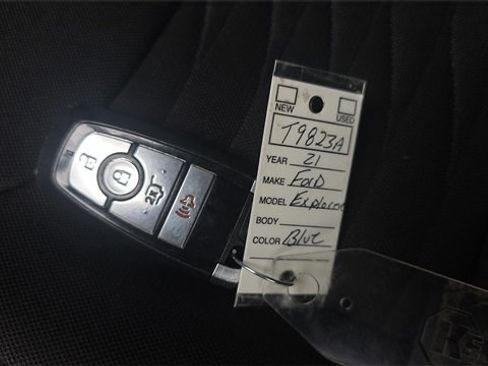 NEW USED
T9823A
YEAR 21
MAKE Ford
MODEL Explorer
BODY
COLOR Blue